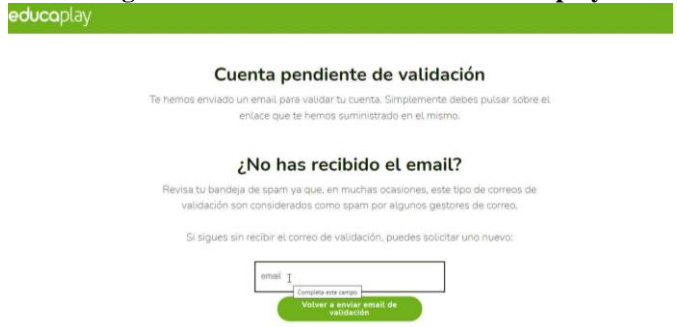 educaplay
Cuenta pendiente de validación
Te hemos enviado un email para validar tu cuenta. Simplemente debes pulsar sobre el
enlace que te hemos suministrado en el mismo.
¿No has recibido el email?
Revisa tu bandeja de spam ya que, en muchas ocasiones, este tipo de correos de
validación son considerados como spam por algunos gestores de correo.
Si sigues sin recibir el correo de validación, puedes solicitar uno nuevo:
email
Completa este campo
Volver a enviar email de
validación